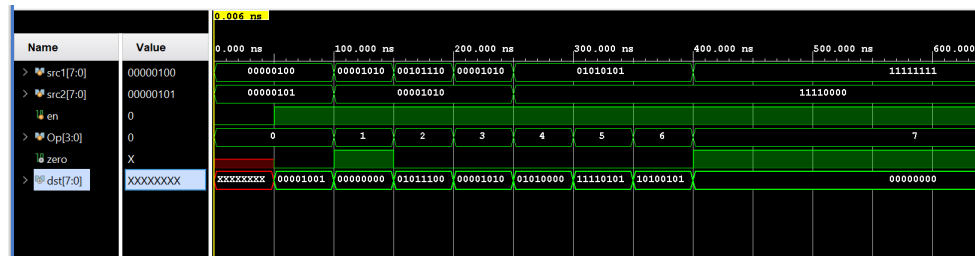 0.006 ns
Name Value 0.000 ns 100.000 ns 200.000 ns 300.000 ns 400.000 ns 500.000 ns 600.000
src1[7:0] 00000100 00000100 00001010 00101110 00001010 01010101 11111111
src2[7:0] 00000101 00000101 00001010 11110000
en 0
Op[3:0] 0 0 1 2 3 4 5 6 7
zero X
dst[7:0] XXXXXXXX XXXXXXXX 00001001 00000000 01011100 00001010 01010000 11110101 10100101 00000000